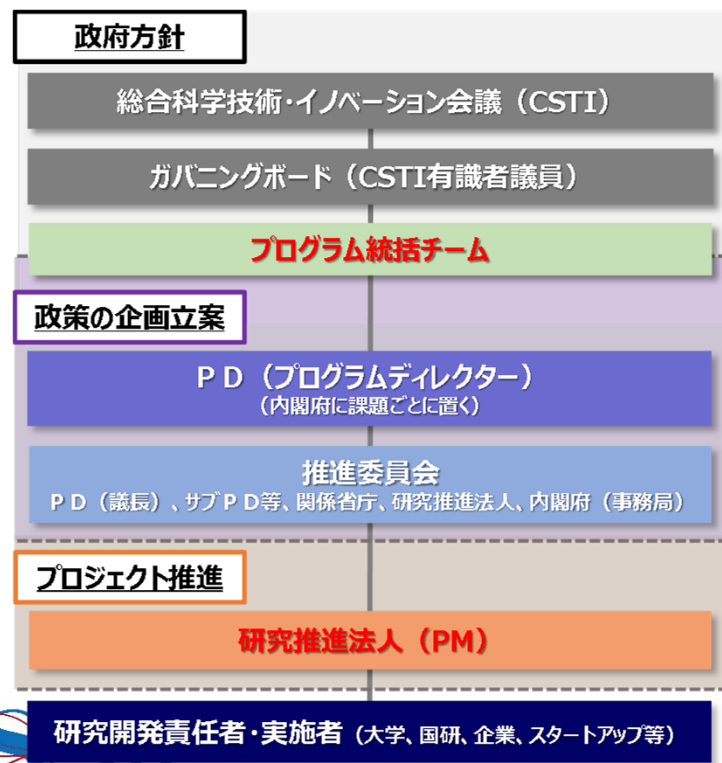 政府方針
総合科学技術・イノベーション会議（CSTI）
ガバニングボード（CSTI有識者議員）
プログラム統括チーム
政策の企画立案
ＰＤ（プログラムディレクター）
（内閣府に課題ごとに置く）
推進委員会
ＰＤ（議長）、サブＰＤ等、関係省庁、研究推進法人、内閣府（事務局）
プロジェクト推進
研究推進法人（PM）
研究開発責任者・実施者（大学、国研、企業、スタートアップ等）